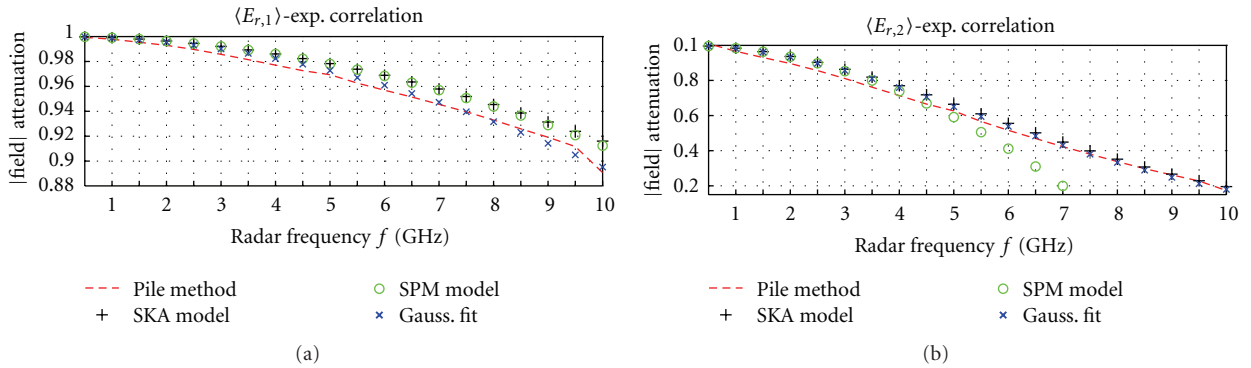 ⟨E_{r,1}⟩-exp. correlation
|field| attenuation
1
0.98
0.96
0.94
0.92
0.9
0.88
1 2 3 4 5 6 7 8 9 10
Radar frequency f (GHz)
Pile method
SKA model
SPM model
Gauss. fit
(a)
⟨E_{r,2}⟩-exp. correlation
|field| attenuation
0.1
0.8
0.6
0.4
0.2
1 2 3 4 5 6 7 8 9 10
Radar frequency f (GHz)
Pile method
SKA model
SPM model
Gauss. fit
(b)